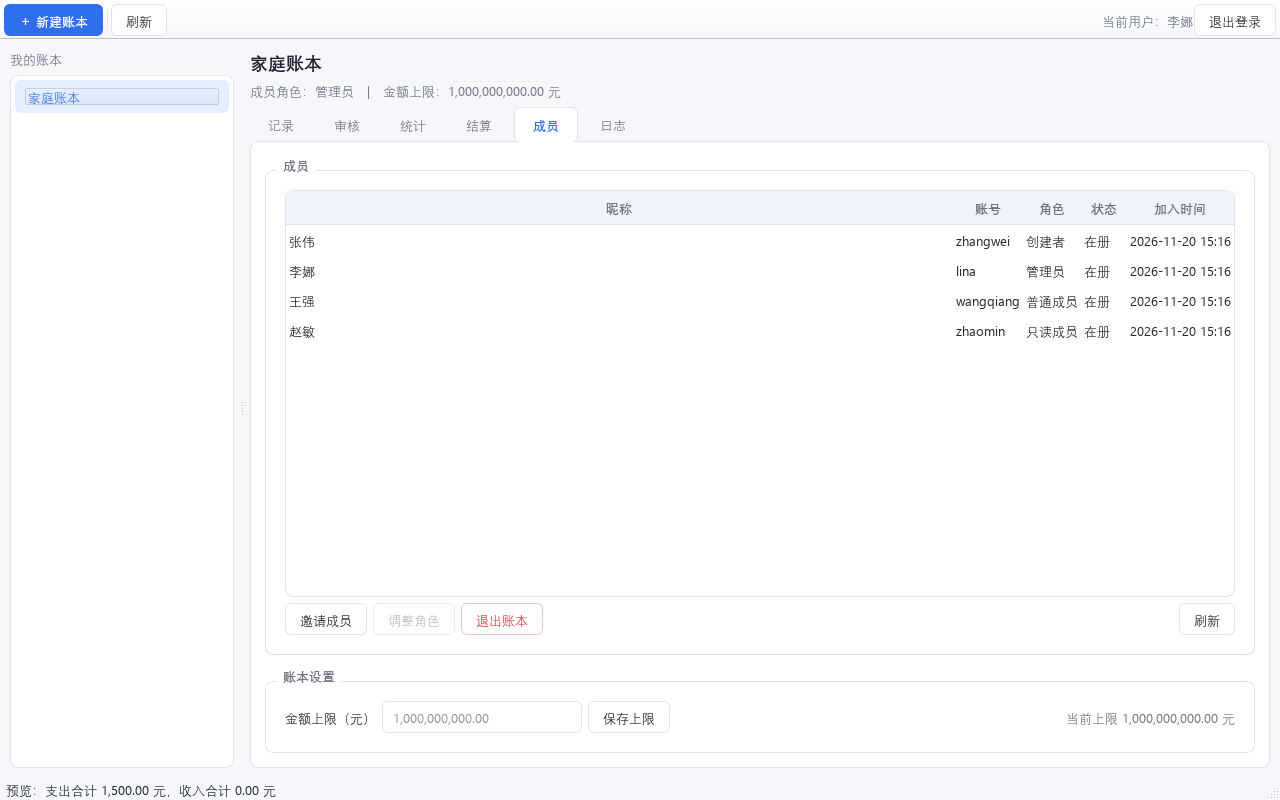 + 新建账本 刷新 当前用户: 李娜 退出登录
我的账本
家庭账本
家庭账本
成员角色: 管理员 | 金额上限: 1,000,000,000.00 元
记录 审核 统计 结算 成员 日志
成员
昵称 账号 角色 状态 加入时间
张伟 zhangwei 创建者 在册 2026-11-20 15:16
李娜 lina 管理员 在册 2026-11-20 15:16
王强 wangqiang 普通成员 在册 2026-11-20 15:16
赵敏 zhaomin 只读成员 在册 2026-11-20 15:16
邀请成员 调整角色 退出账本 刷新
账本设置
金额上限（元） 1,000,000,000.00 保存上限 当前上限 1,000,000,000.00 元
预览: 支出合计 1,500.00 元, 收入合计 0.00 元